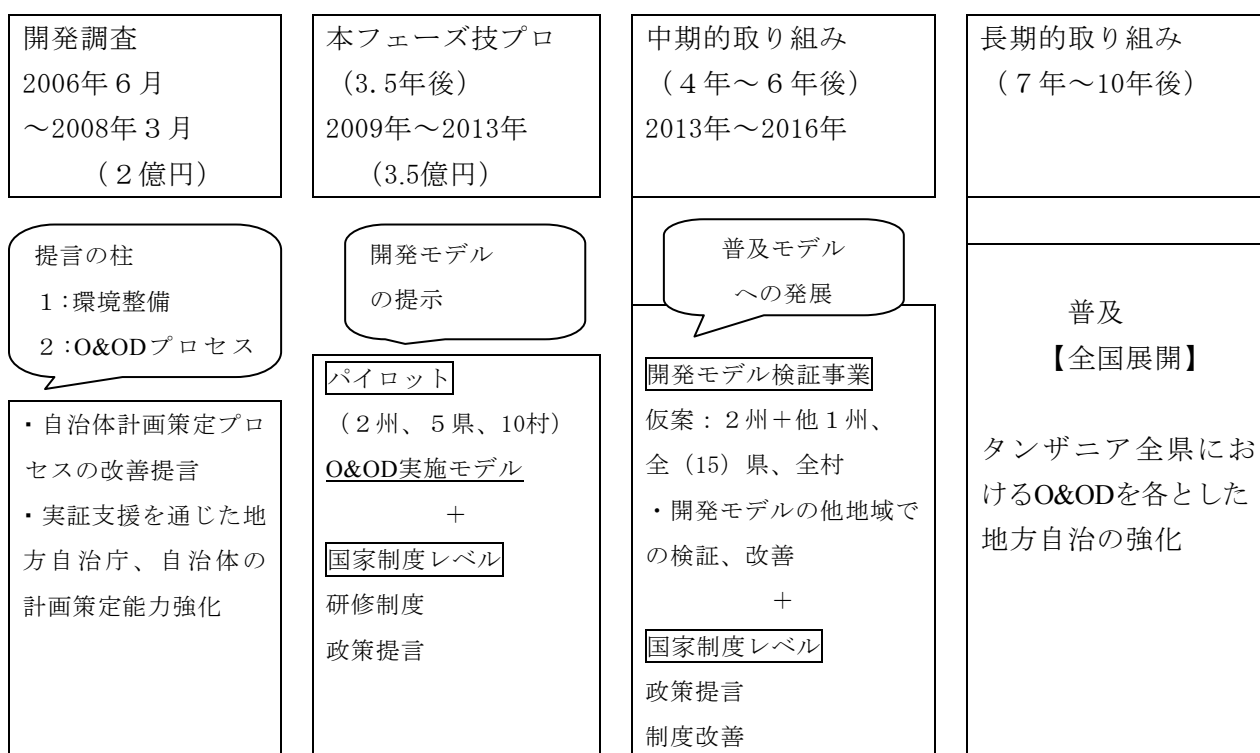 開発調査
2006年６月
～2008年３月
（２億円）
提言の柱
１：環境整備
２：O&ODプロセス
・自治体計画策定プロ
セスの改善提言
・実証支援を通じた地
方自治庁、自治体の
計画策定能力強化
本フェーズ技プロ
（3.5年後）
2009年～2013年
（3.5億円）
開発モデル
の提示
パイロット
（２州、５県、10村）
O&OD実施モデル
＋
国家制度レベル
研修制度
政策提言
中期的取り組み
（４年～６年後）
2013年～2016年
普及モデル
への発展
開発モデル検証事業
仮案：２州＋他１州、
全（15）県、全村
・開発モデルの他地域で
の検証、改善
＋
国家制度レベル
政策提言
制度改善
長期的取り組み
（７年～10年後）
普及
【全国展開】
タンザニア全県にお
けるO&ODを各とした
地方自治の強化